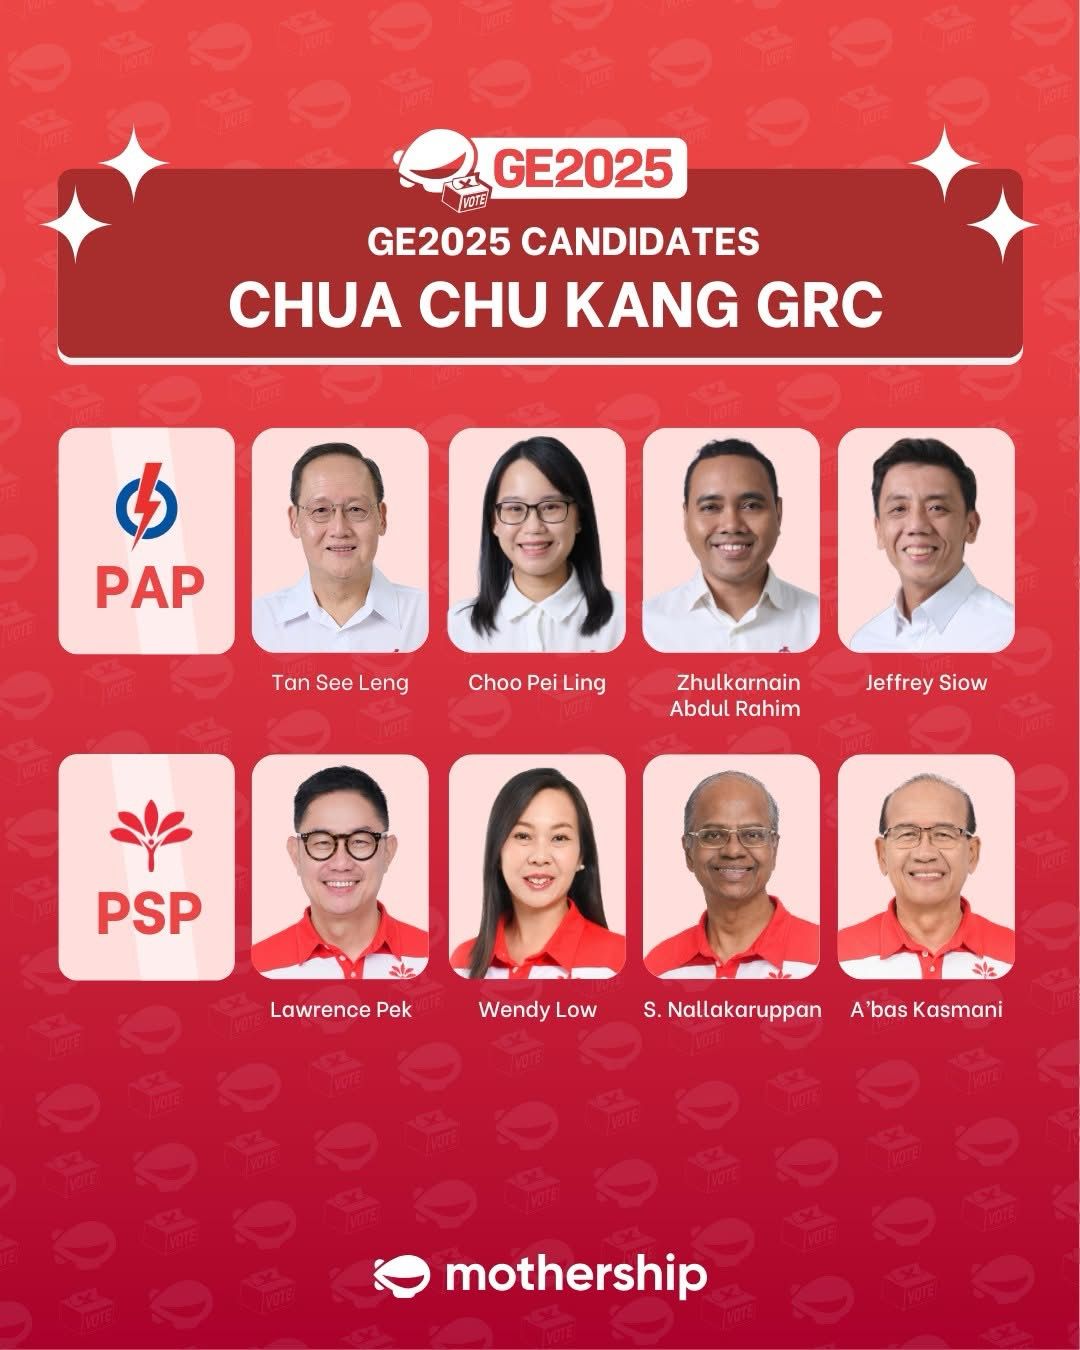 GE2025
VOTE
GE2025 CANDIDATES
CHUA CHU KANG GRC
PAP
Tan See Leng
Choo Pei Ling
Zhulkarnain
Abdul Rahim
Jeffrey Siow
PSP
Lawrence Pek
Wendy Low
S. Nallakaruppan
A'bas Kasmani
mothership